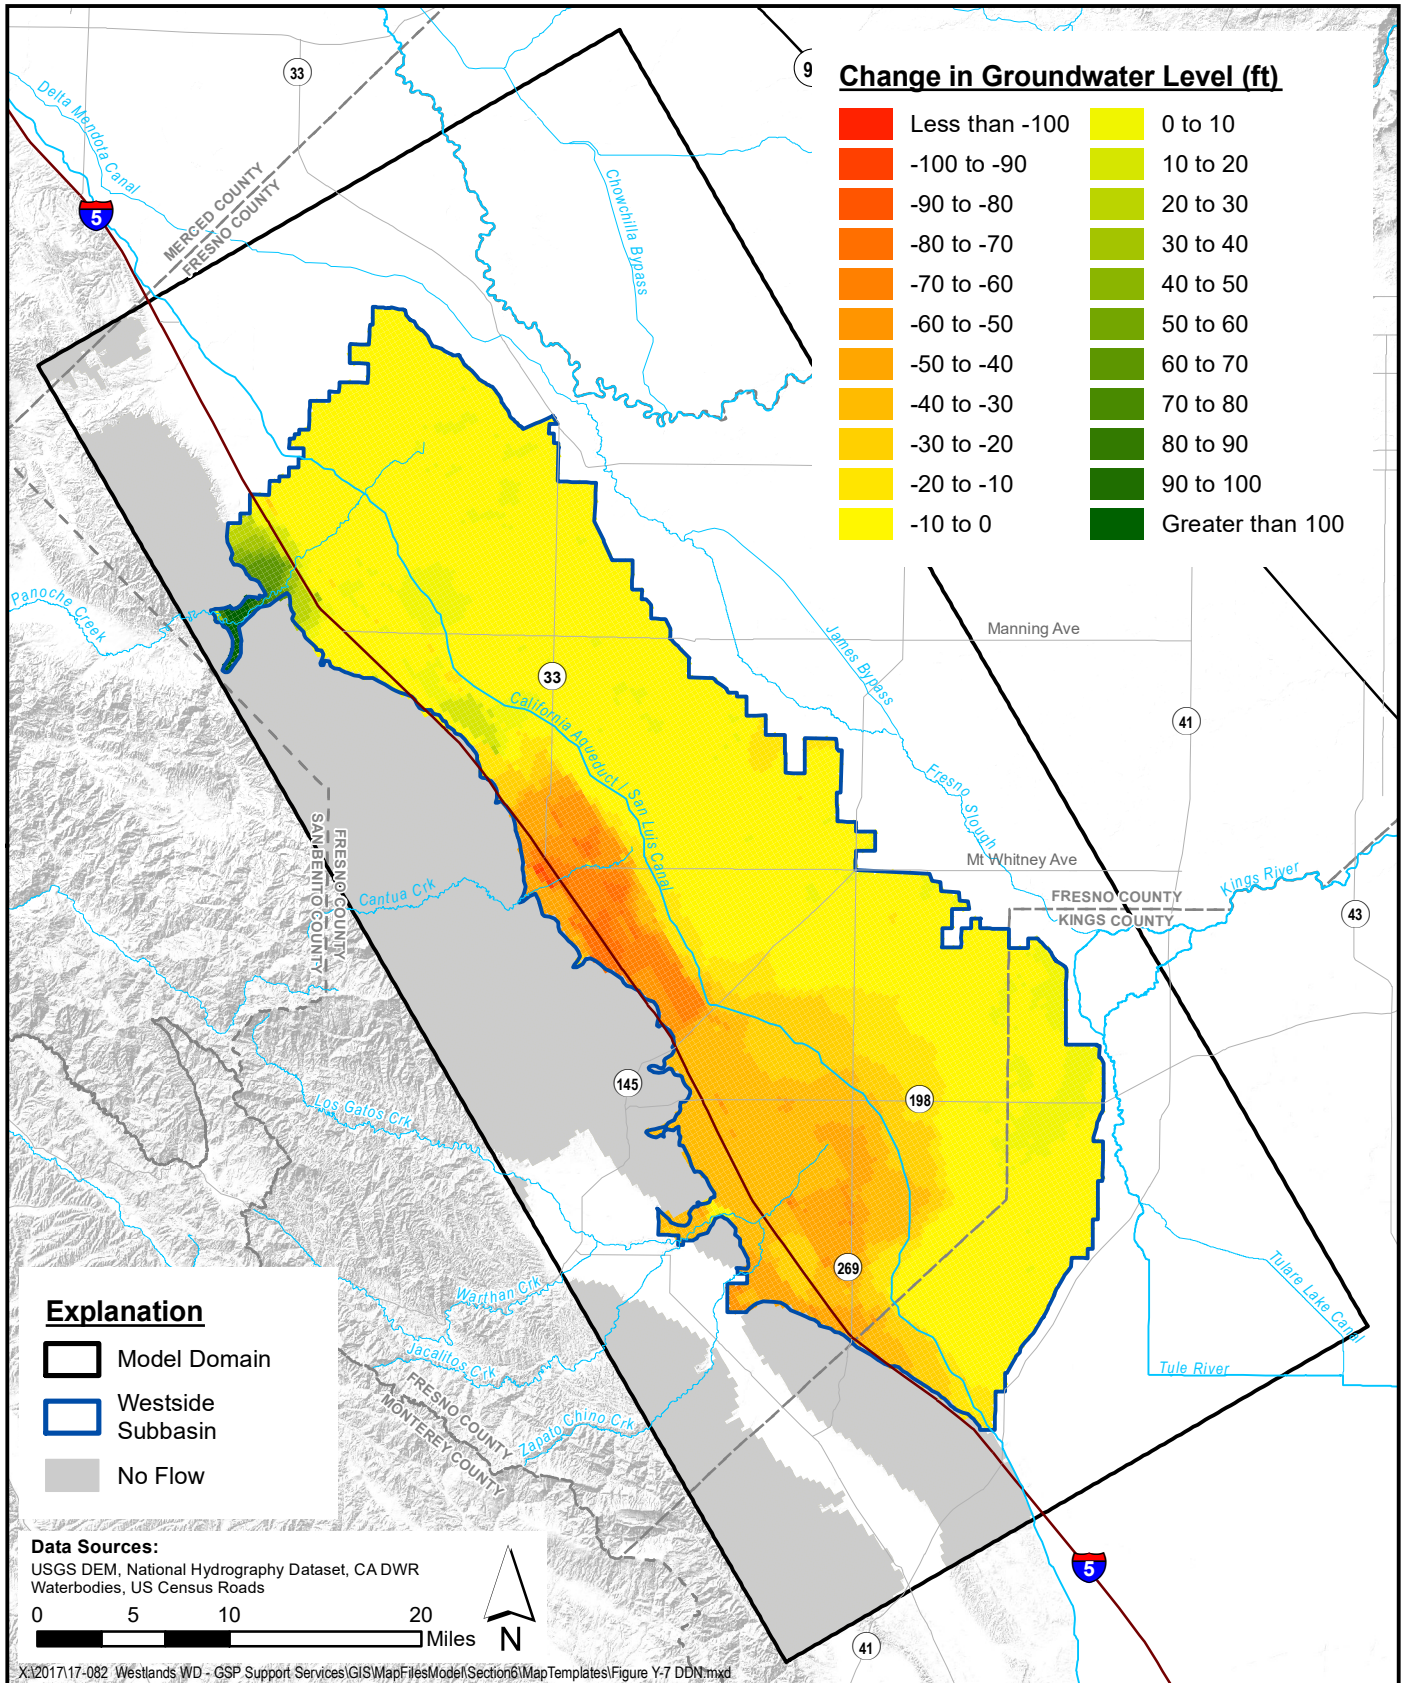 Change in Groundwater Level (ft)
Less than -100
-100 to -90
-90 to -80
-80 to -70
-70 to -60
-60 to -50
-50 to -40
-40 to -30
-30 to -20
-20 to -10
-10 to 0
0 to 10
10 to 20
20 to 30
30 to 40
40 to 50
50 to 60
60 to 70
70 to 80
80 to 90
90 to 100
Greater than 100
33
9
Delta Mendota Canal
5
MERCED COUNTY
FRESNO COUNTY
Chowchilla Bypass
Panoche Creek
James Bypass
Manning Ave
33
California Aqueduct / San Luis Canal
41
Fresno Slough
SAN BENITO COUNTY
FRESNO COUNTY
Cantua Crk
Mt Whitney Ave
FRESNO COUNTY
KINGS COUNTY
Kings River
43
145
198
Los Gatos Crk
269
Warthan Crk
Jacalitos Crk
Zapato Chino Crk
FRESNO COUNTY
MONTEREY COUNTY
Tulare Lake Canal
Tule River
5
41
Explanation
Model Domain
Westside
Subbasin
No Flow
Data Sources:
USGS DEM, National Hydrography Dataset, CA DWR
Waterbodies, US Census Roads
0 5 10 20
Miles
N
X:\2017\17-082 Westlands WD - GSP Support Services\GIS\MapFilesModel\Section6\MapTemplates\Figure Y-7 DDN.mxd